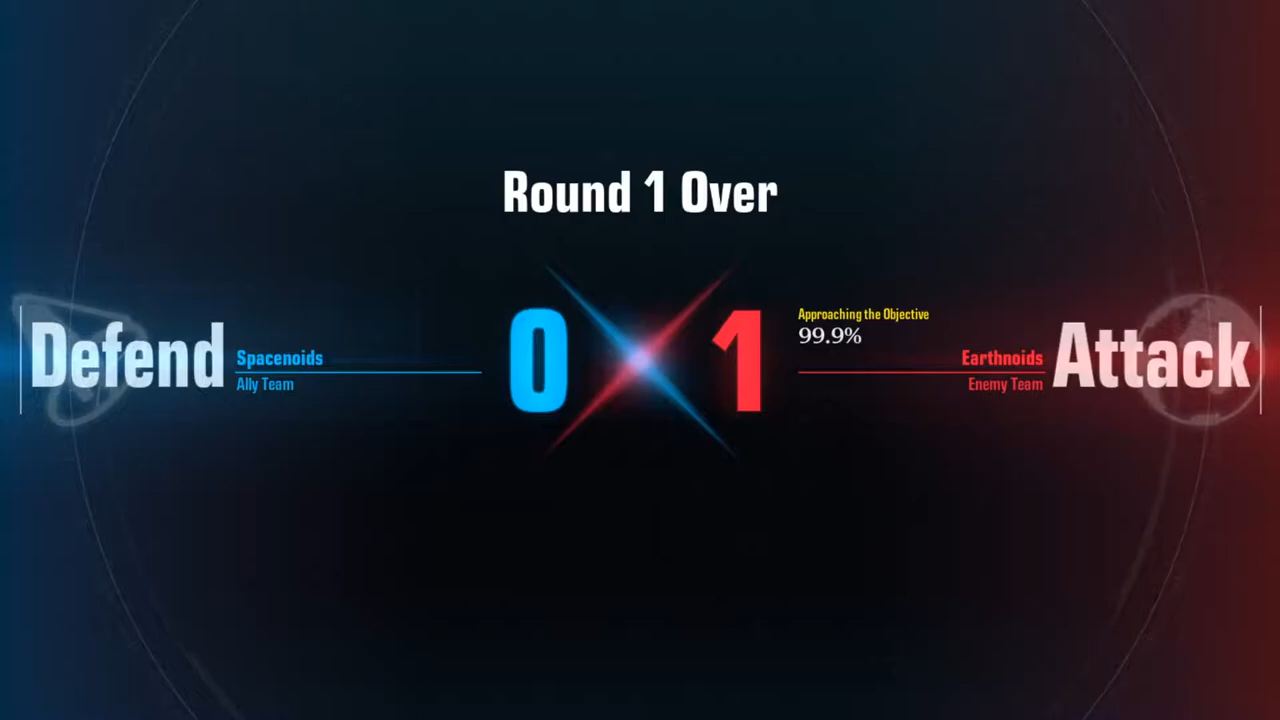 Round 1 Over
Defend
Spacenoids
Ally Team
0
1
Approaching the Objective
99.9%
Earthnoids
Enemy Team
Attack